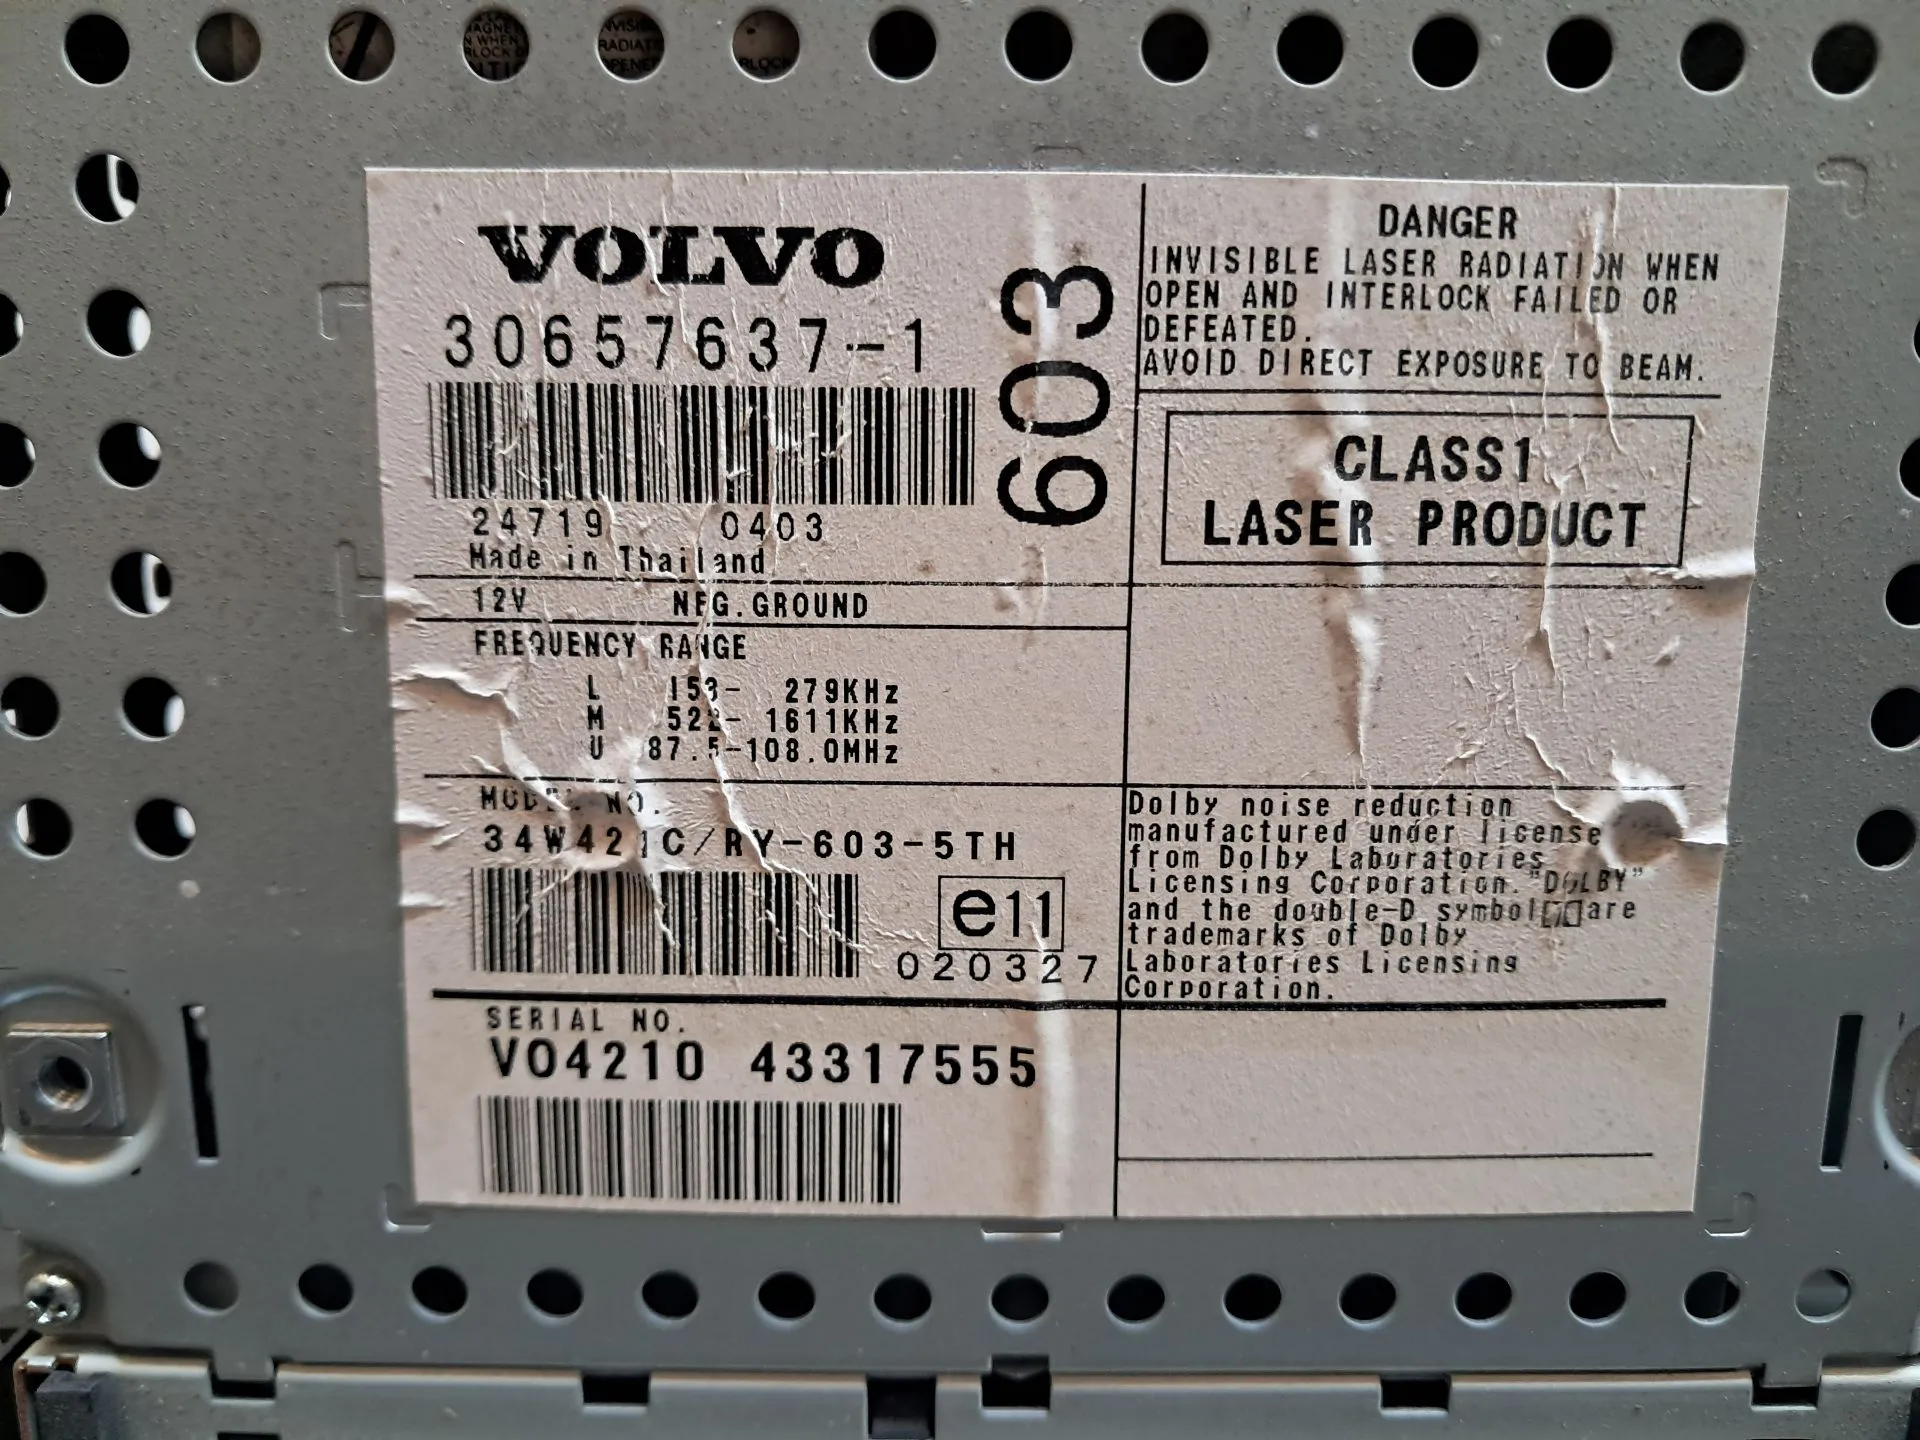 VOLVO
30657637-1
603
24719 0403
Made in Thailand
12V NEG.GROUND
FREQUENCY RANGE
L 153- 279KHz
M 522- 1611KHz
U 87.5-108.0MHz
MODEL NO.
34W421C/RY-603-5TH
e11
020327
SERIAL NO.
V04210 43317555
DANGER
INVISIBLE LASER RADIATION WHEN
OPEN AND INTERLOCK FAILED OR
DEFEATED.
AVOID DIRECT EXPOSURE TO BEAM.
CLASS1
LASER PRODUCT
Dolby noise reduction
manufactured under license
from Dolby Laboratories
Licensing Corporation. "DOLBY"
and the double-D symbol are
trademarks of Dolby
Laboratories Licensing
Corporation.